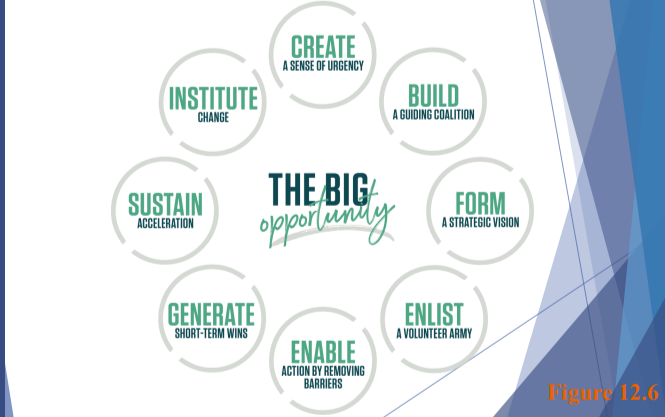 CREATE
A SENSE OF URGENCY
BUILD
A GUIDING COALITION
FORM
A STRATEGIC VISION
ENLIST
A VOLUNTEER ARMY
ENABLE
ACTION BY REMOVING
BARRIERS
GENERATE
SHORT-TERM WINS
SUSTAIN
ACCELERATION
INSTITUTE
CHANGE
THE BIG
opportunity
Figure 12.6